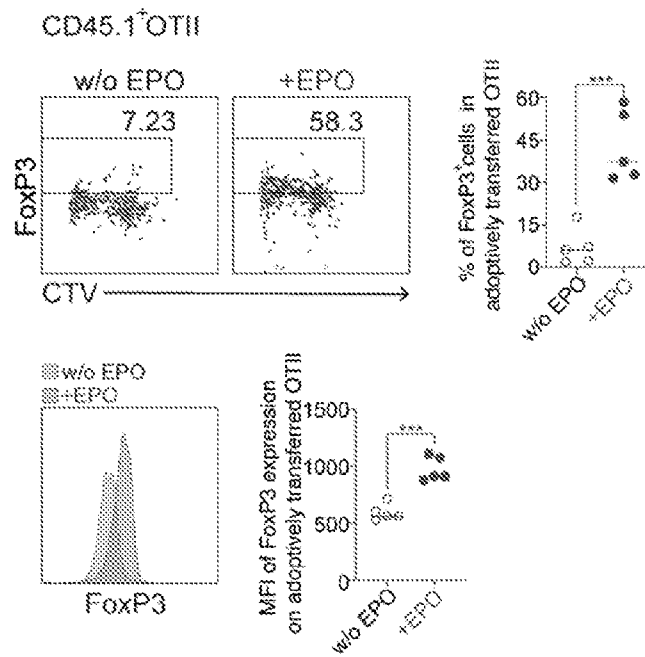 CD45.1+OTII
w/o EPO
+EPO
7.23
58.3
FoxP3
CTV
% of FoxP3+cells in
adoptively transferred OTII
60
45
30
15
0
***
w/o EPO
+EPO
w/o EPO
+EPO
FoxP3
MFI of FoxP3 expression
on adoptively transferred OTII
1500
1000
500
0
***
w/o EPO
+EPO